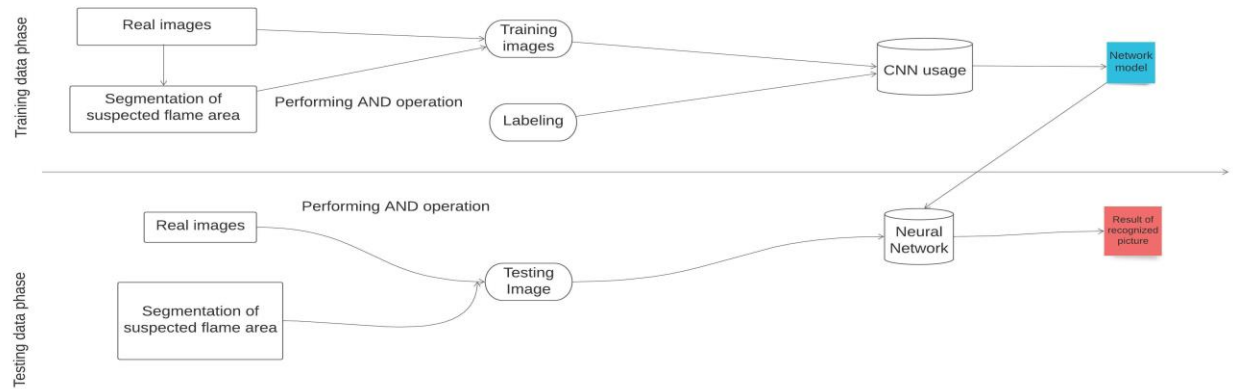 Training data phase
Real images
Segmentation of
suspected flame area
Performing AND operation
Training
images
Labeling
CNN usage
Network
model
Testing data phase
Performing AND operation
Real images
Segmentation of
suspected flame area
Testing
Image
Neural
Network
Result of
recognized
picture